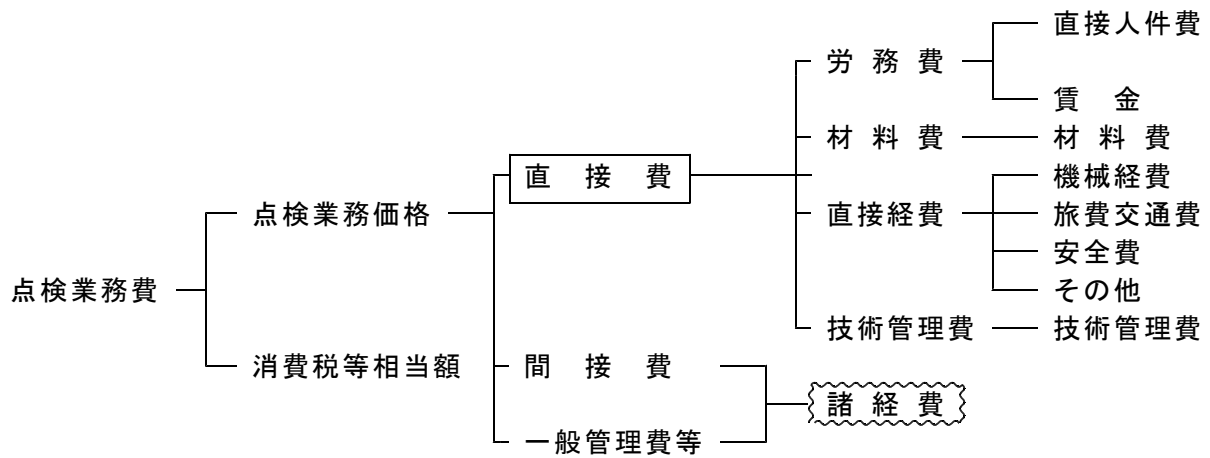 直接人件費
労務費
賃金
材料費 材料費
直接費
機械経費
点検業務価格
直接経費
旅費交通費
安全費
点検業務費
その他
技術管理費 技術管理費
消費税等相当額
間接費
諸経費
一般管理費等